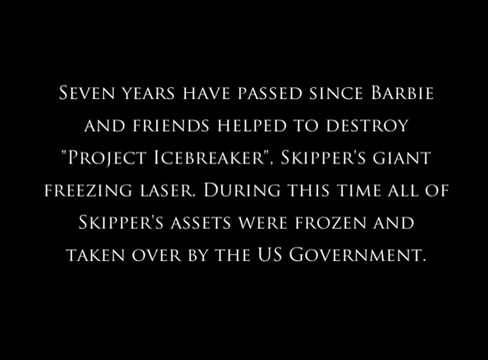 Seven years have passed since Barbie
and friends helped to destroy
"Project Icebreaker", Skipper's giant
freezing laser. During this time all of
Skipper's assets were frozen and
taken over by the US Government.